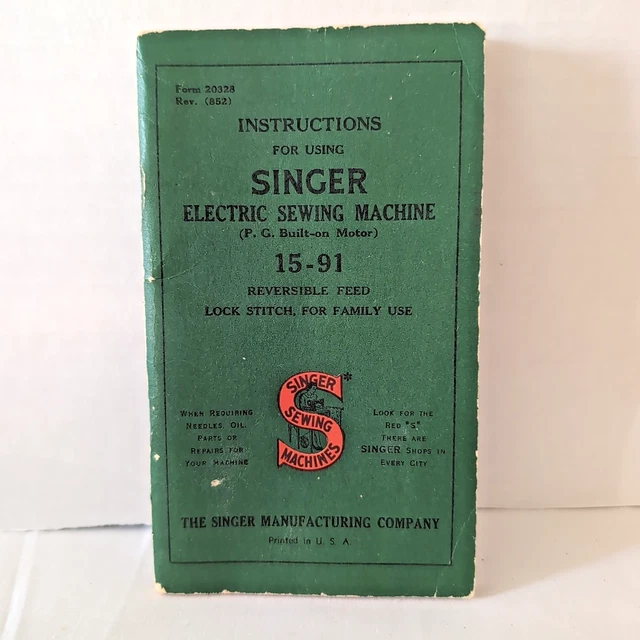 Form 20328
Rev. (852)
INSTRUCTIONS
FOR USING
SINGER
ELECTRIC SEWING MACHINE
(P. G. Built-on Motor)
15-91
REVERSIBLE FEED
LOCK STITCH, FOR FAMILY USE
SINGER
SEWING
MACHINES
*
WHEN REQUIRING
NEEDLES, OIL,
PARTS OR
REPAIRS FOR
YOUR MACHINE
LOOK FOR THE
RED "S"
THERE ARE
SINGER SHOPS IN
EVERY CITY
THE SINGER MANUFACTURING COMPANY
Printed in U. S. A.